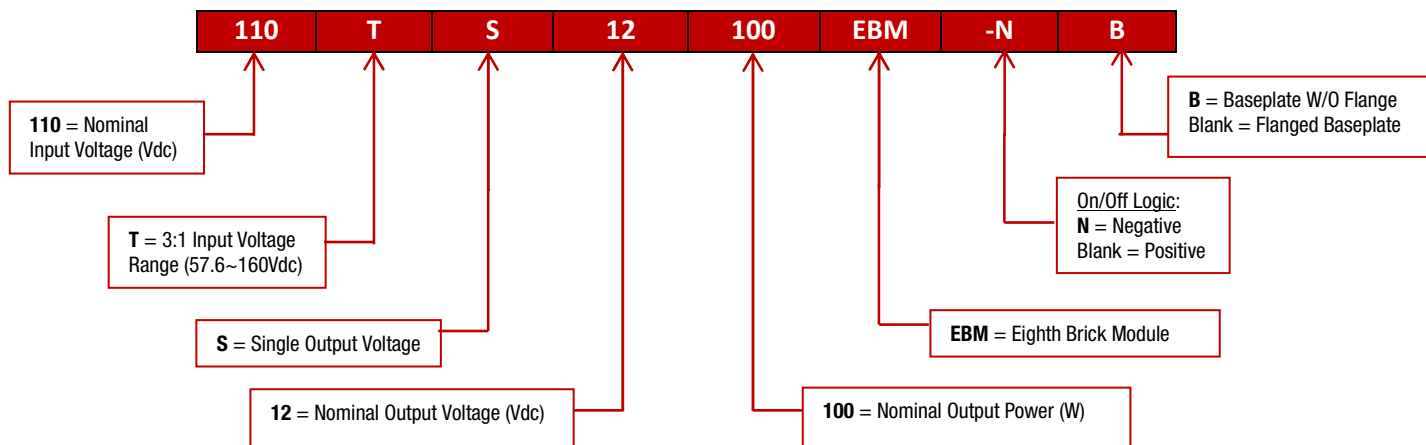 110 T S 12 100 EBM -N B
110 = Nominal
Input Voltage (Vdc)
B = Baseplate W/O Flange
Blank = Flanged Baseplate
T = 3:1 Input Voltage
Range (57.6~160Vdc)
On/Off Logic:
N = Negative
Blank = Positive
S = Single Output Voltage
EBM = Eighth Brick Module
12 = Nominal Output Voltage (Vdc)
100 = Nominal Output Power (W)